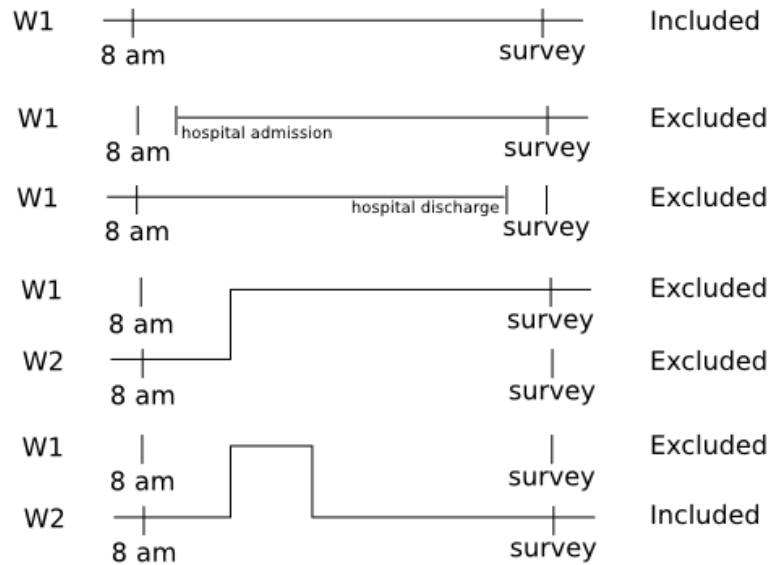 W1 Included
8 am survey
W1 Excluded
hospital admission
8 am survey
W1 Excluded
hospital discharge
8 am survey
W1 Excluded
8 am survey
W2 Excluded
8 am survey
W1 Excluded
8 am survey
W2 Included
8 am survey